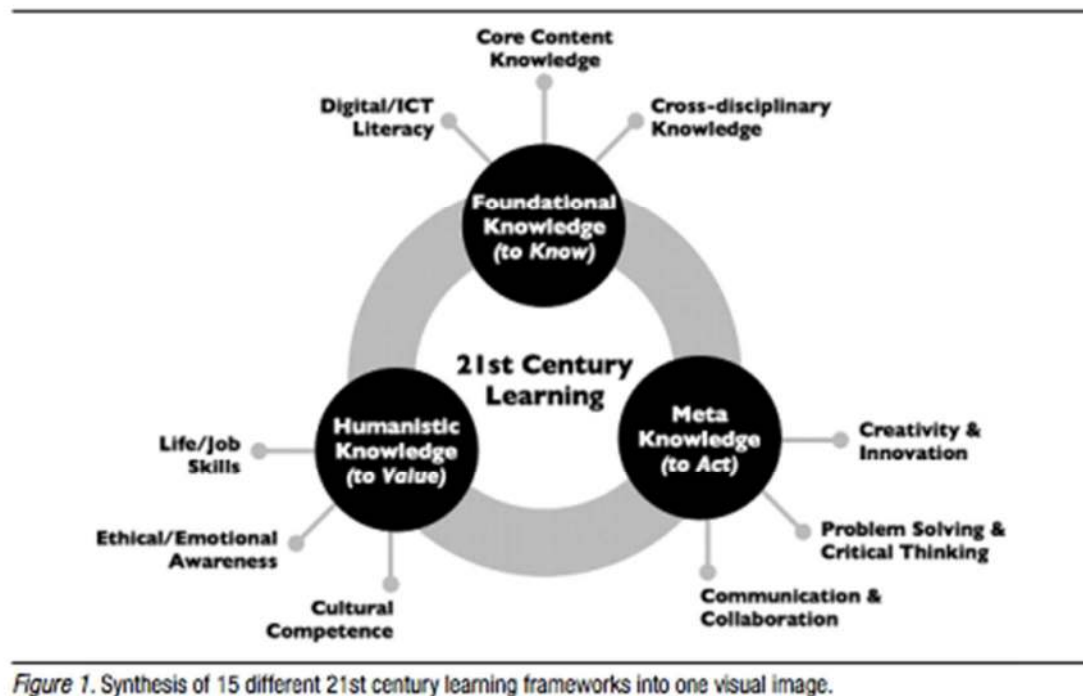 Core Content
Knowledge
Digital/ICT
Literacy
Cross-disciplinary
Knowledge
Foundational
Knowledge
(to Know)
21st Century
Learning
Humanistic
Knowledge
(to Value)
Meta
Knowledge
(to Act)
Life/Job
Skills
Ethical/Emotional
Awareness
Cultural
Competence
Creativity &
Innovation
Problem Solving &
Critical Thinking
Communication &
Collaboration
Figure 1. Synthesis of 15 different 21st century learning frameworks into one visual image.